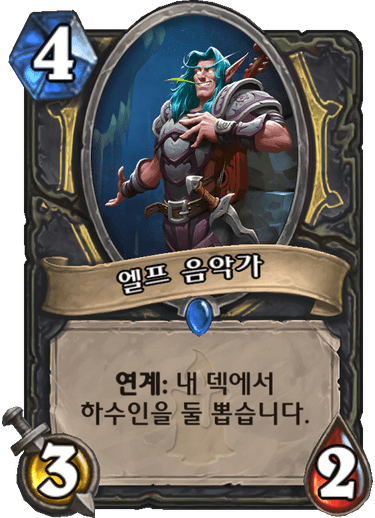 4
엘프 음악가
연계: 내 덱에서
하수인을 둘 뽑습니다.
3
2